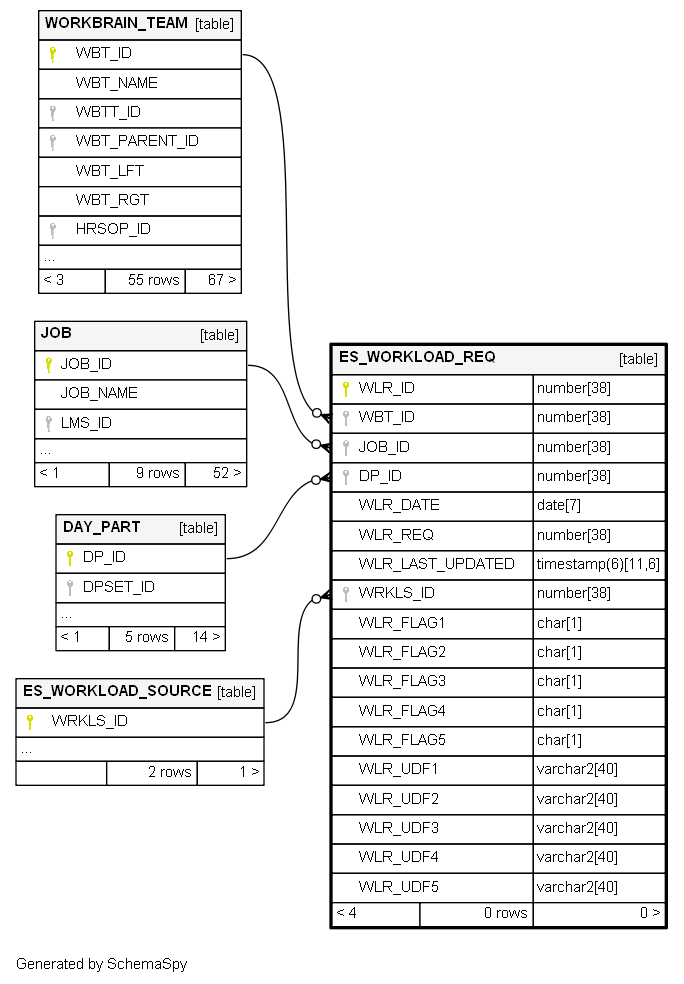 WORKBRAIN_TEAM [table]
WBT_ID
WBT_NAME
WBTT_ID
WBT_PARENT_ID
WBT_LFT
WBT_RGT
HRSOP_ID
...
< 3 55 rows 67 >
JOB [table]
JOB_ID
JOB_NAME
LMS_ID
...
< 1 9 rows 52 >
DAY_PART [table]
DP_ID
DPSET_ID
...
< 1 5 rows 14 >
ES_WORKLOAD_SOURCE [table]
WRKLS_ID
...
2 rows 1 >
ES_WORKLOAD_REQ [table]
WLR_ID number[38]
WBT_ID number[38]
JOB_ID number[38]
DP_ID number[38]
WLR_DATE date[7]
WLR_REQ number[38]
WLR_LAST_UPDATED timestamp(6)[11,6]
WRKLS_ID number[38]
WLR_FLAG1 char[1]
WLR_FLAG2 char[1]
WLR_FLAG3 char[1]
WLR_FLAG4 char[1]
WLR_FLAG5 char[1]
WLR_UDF1 varchar2[40]
WLR_UDF2 varchar2[40]
WLR_UDF3 varchar2[40]
WLR_UDF4 varchar2[40]
WLR_UDF5 varchar2[40]
< 4 0 rows 0 >
Generated by SchemaSpy